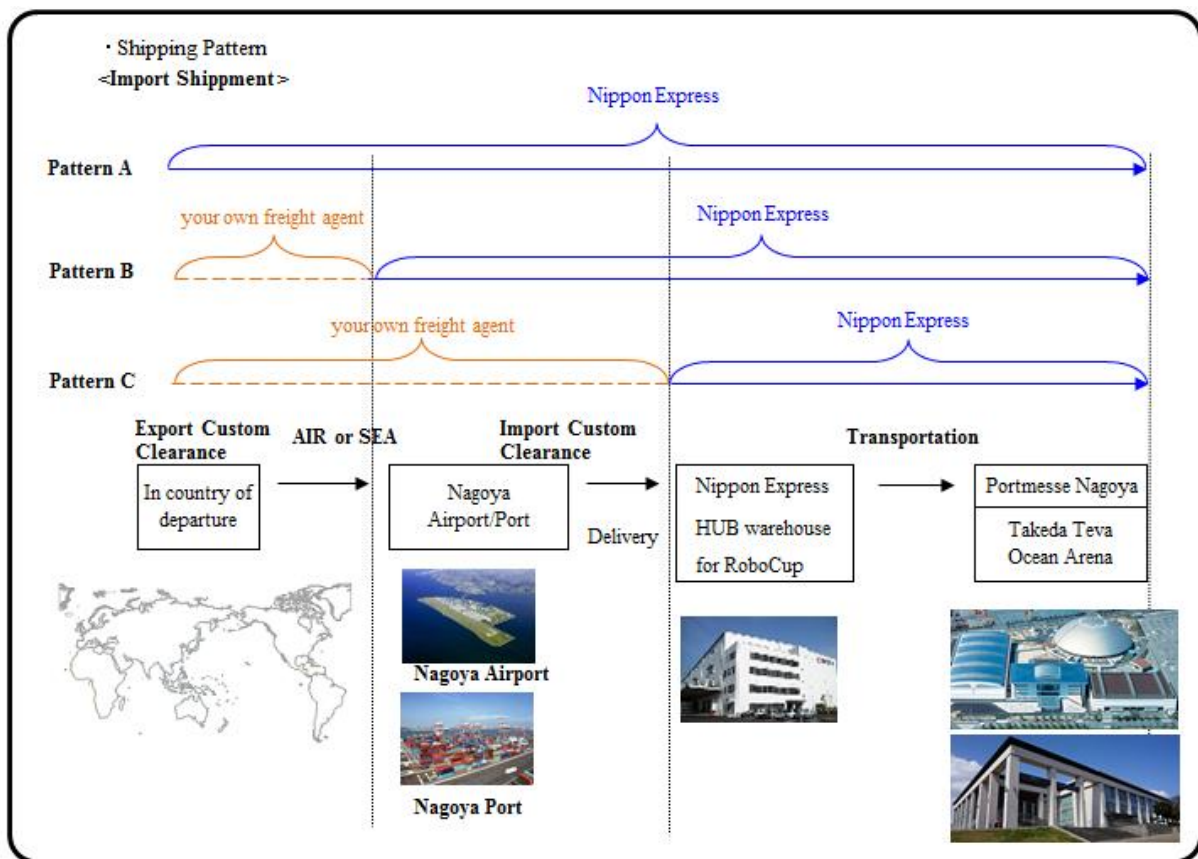 ・Shipping Pattern
<Import Shippment>
Nippon Express
Pattern A
your own freight agent
Nippon Express
Pattern B
your own freight agent
Nippon Express
Pattern C
Export Custom
Clearance
AIR or SEA
Import Custom
Clearance
Transportation
In country of
departure
Nagoya
Airport/Port
Delivery
Nippon Express
HUB warehouse
for RoboCup
Portmesse Nagoya
Takeda Teva
Ocean Arena
Nagoya Airport
Nagoya Port